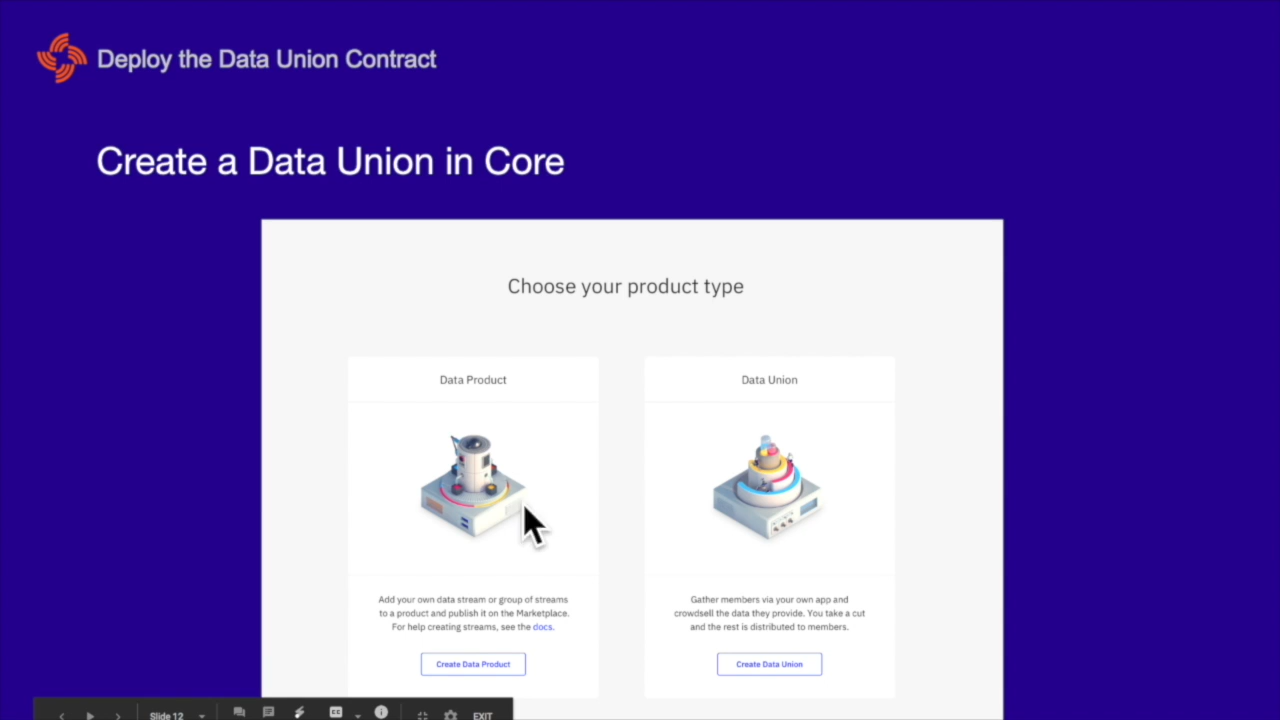 Deploy the Data Union Contract
Create a Data Union in Core
Choose your product type
Data Product
Add your own data stream or group of streams
to a product and publish it on the Marketplace.
For help creating streams, see the docs.
Create Data Product
Data Union
Gather members via your own app and
crowdsell the data they provide. You take a cut
and the rest is distributed to members.
Create Data Union
Slide 12
CC
EXIT